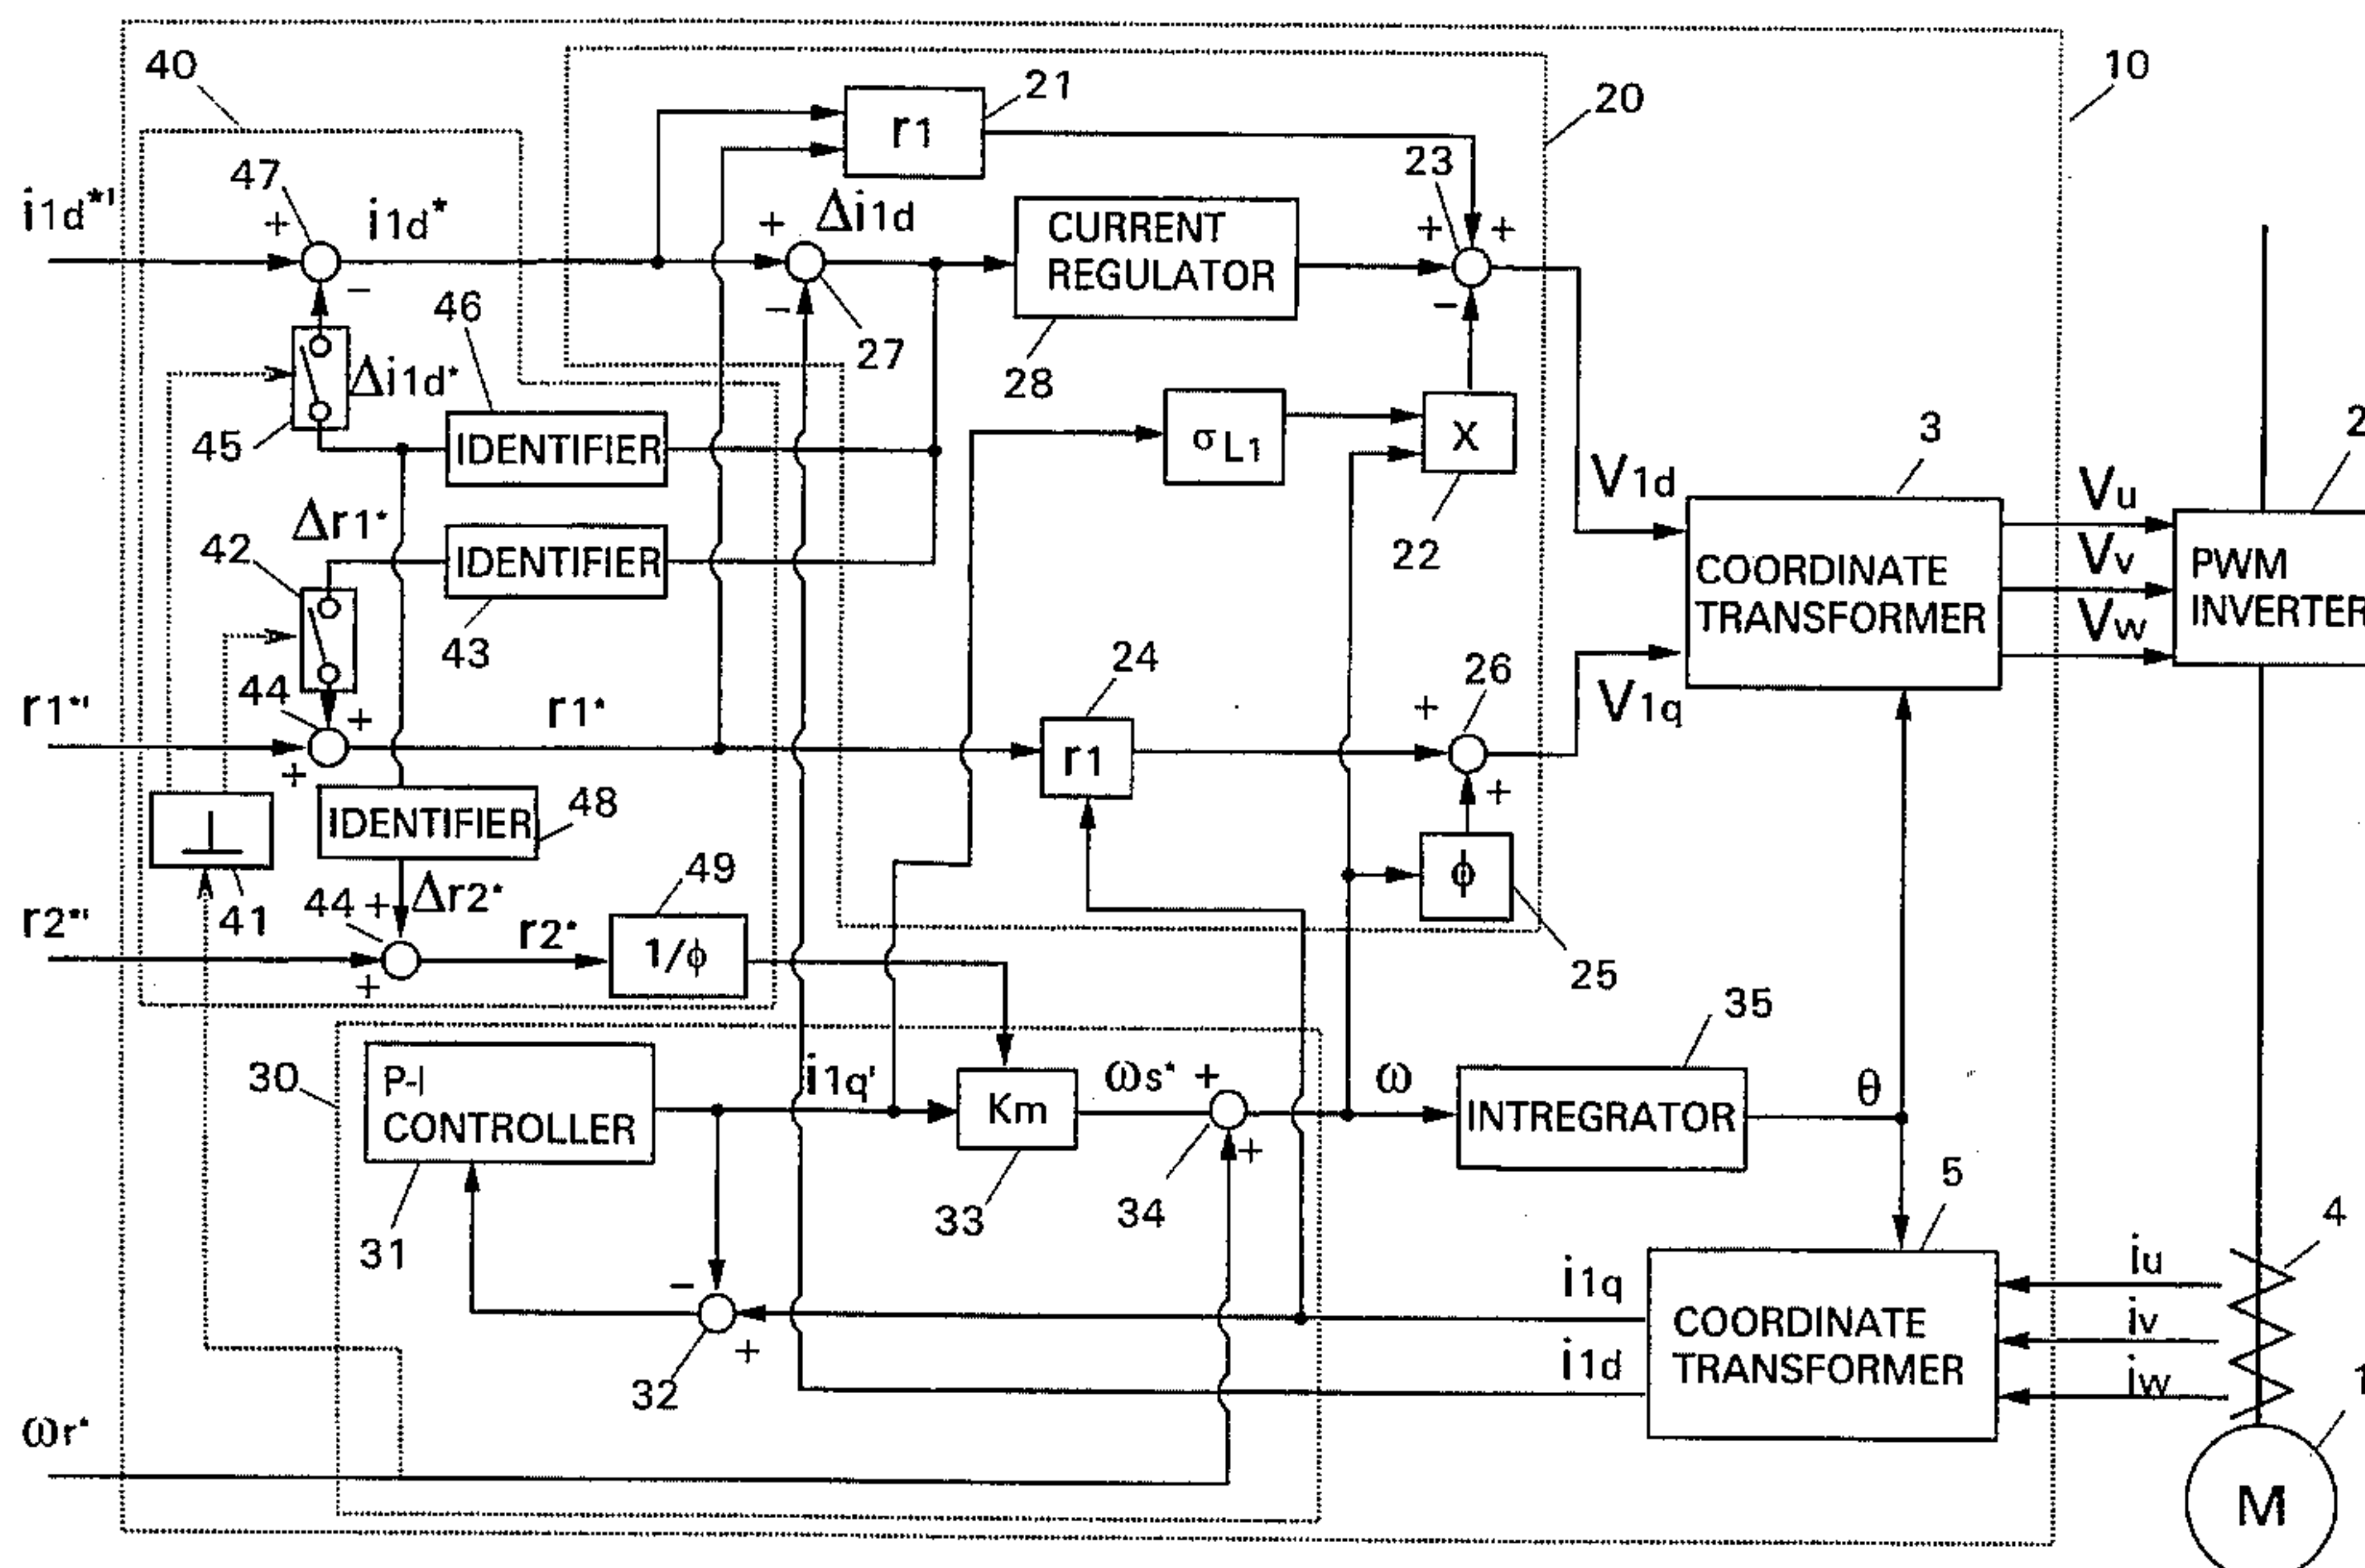 40
21
20
10
r1
47
23
i1d*'
+
i1d*
+
Δi1d
CURRENT
REGULATOR
+
+
−
46
−
27
28
−
Δi1d*
45
IDENTIFIER
σL1
X
3
2
V1d
Vu
Δr1*
42
IDENTIFIER
22
COORDINATE
TRANSFORMER
Vv
PWM
INVERTER
Vw
43
24
26
44
r1*'
+
r1*
+
V1q
+
r1
+
IDENTIFIER
48
⊥
49
ϕ
44
+
Δr2*
41
r2*'
r2*
1/ϕ
25
+
35
30
P-I
CONTROLLER
i1q'
Km
ωs*
+
ω
INTREGRATOR
θ
+
5
33
34
4
31
−
iu
i1q
COORDINATE
TRANSFORMER
iv
+
i1d
iw
1
32
ωr*
M